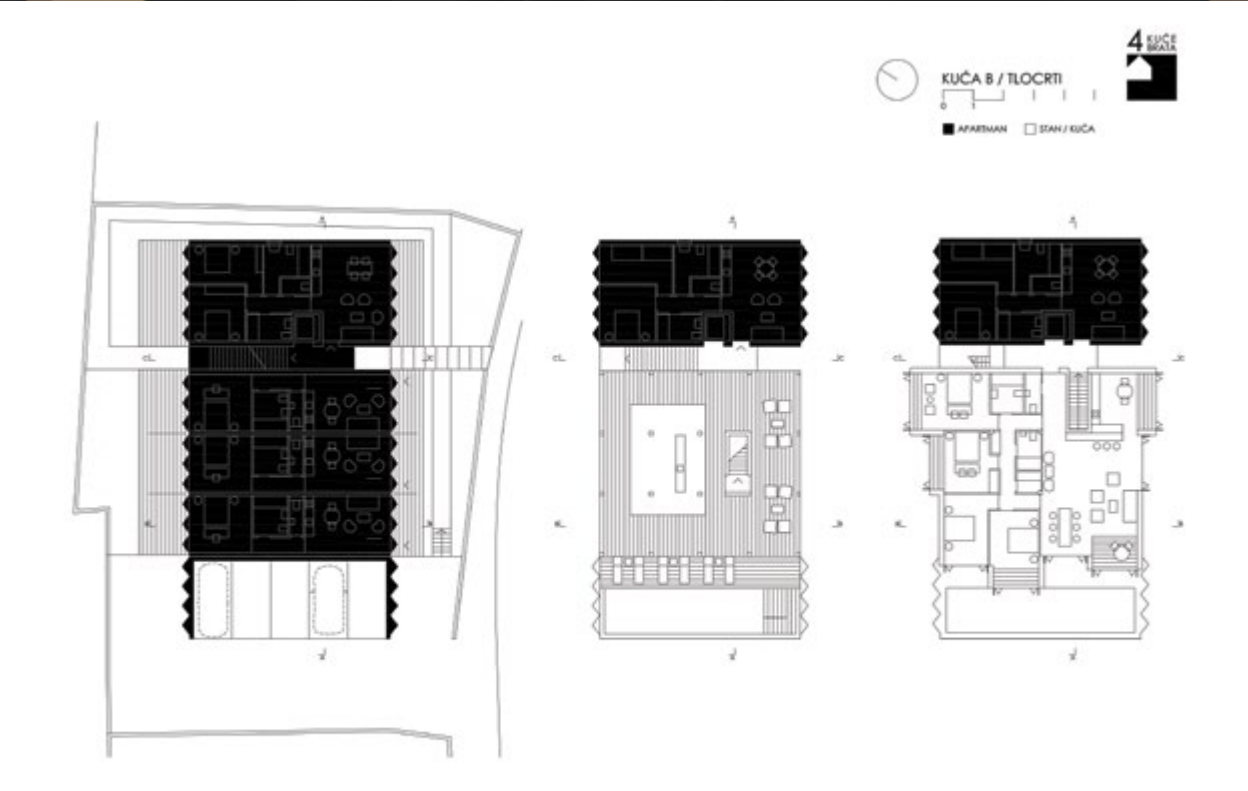 4 KUĆE
BRATA
KUĆA B / TLOCRTI
0 1
APARTMAN STAN / KUĆA